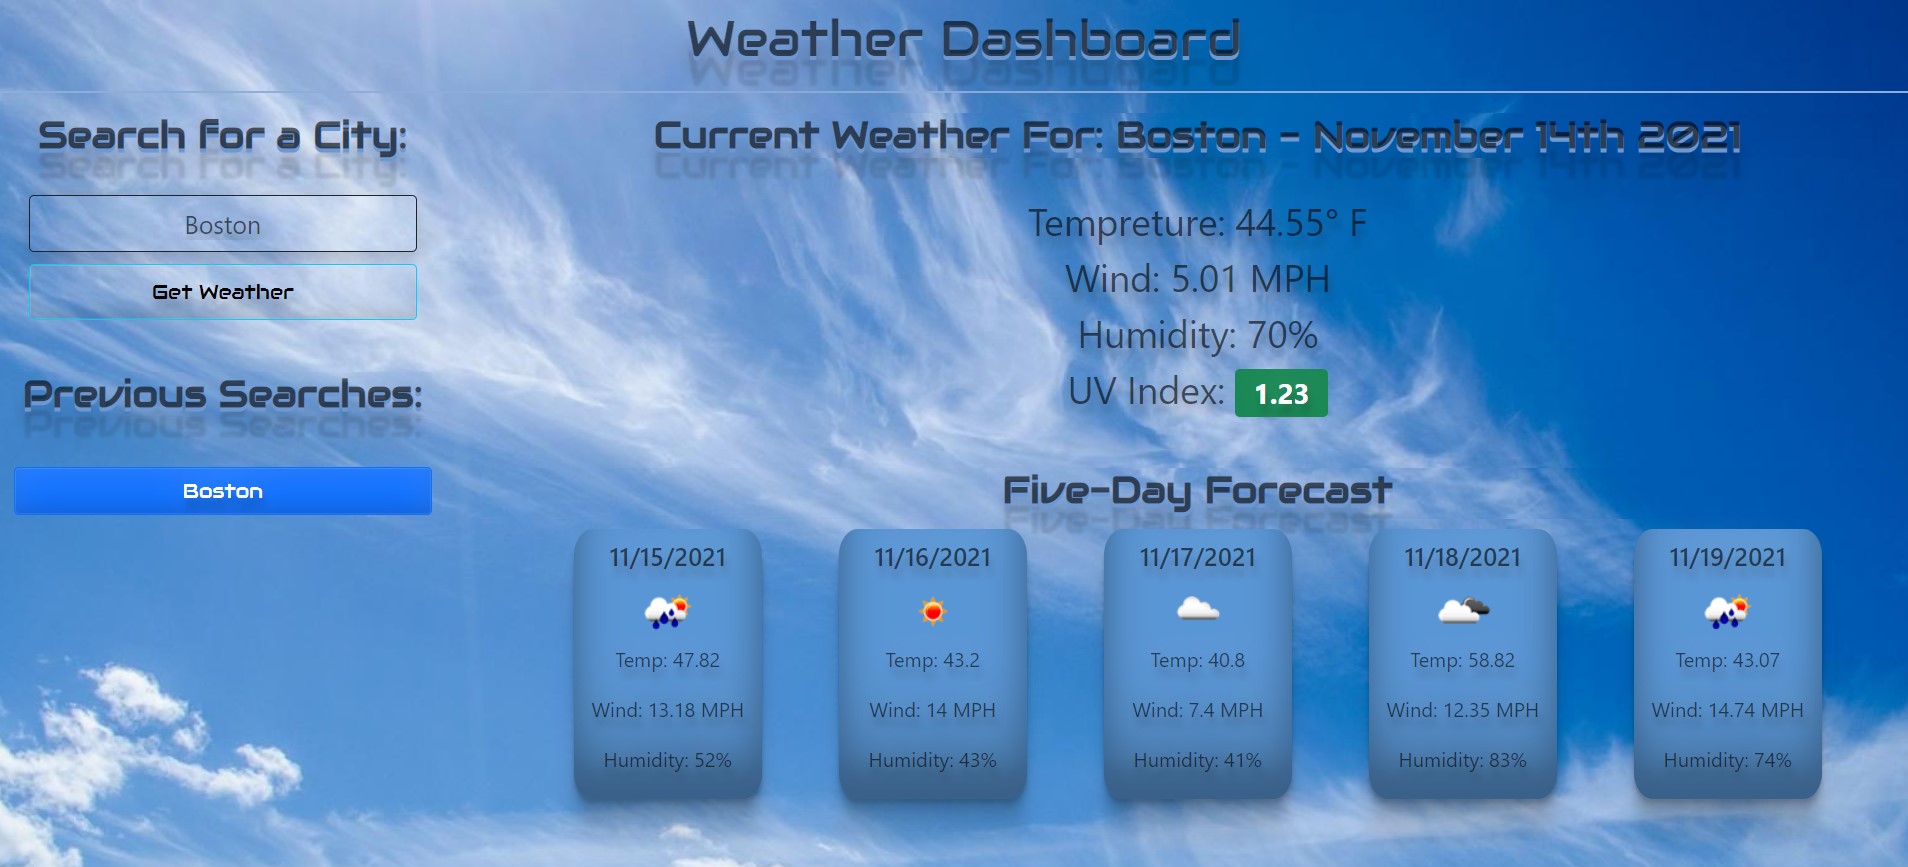 Weather Dashboard
Search for a City:
Boston
Get Weather
Previous Searches:
Boston
Current Weather For: Boston - November 14th 2021
Tempreture: 44.55° F
Wind: 5.01 MPH
Humidity: 70%
UV Index: 1.23
Five-Day Forecast
11/15/2021
Temp: 47.82
Wind: 13.18 MPH
Humidity: 52%
11/16/2021
Temp: 43.2
Wind: 14 MPH
Humidity: 43%
11/17/2021
Temp: 40.8
Wind: 7.4 MPH
Humidity: 41%
11/18/2021
Temp: 58.82
Wind: 12.35 MPH
Humidity: 83%
11/19/2021
Temp: 43.07
Wind: 14.74 MPH
Humidity: 74%